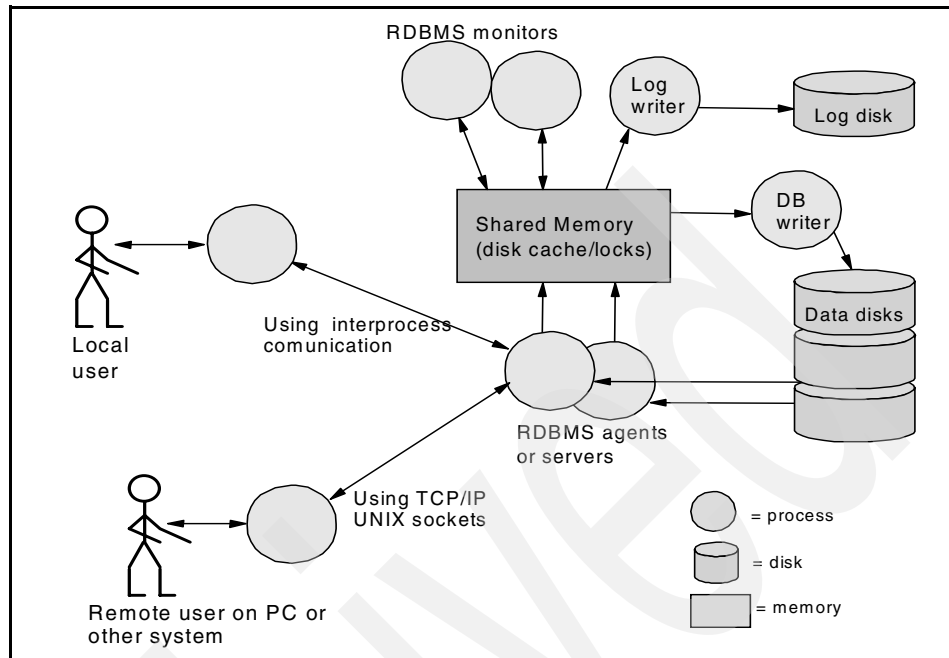 RDBMS monitors
Log
writer
Log disk
DB
writer
Shared Memory
(disk cache/locks)
Data disks
Using interprocess
comunication
Local
user
RDBMS agents
or servers
Using TCP/IP
UNIX sockets
Remote user on PC or
other system
= process
= disk
= memory